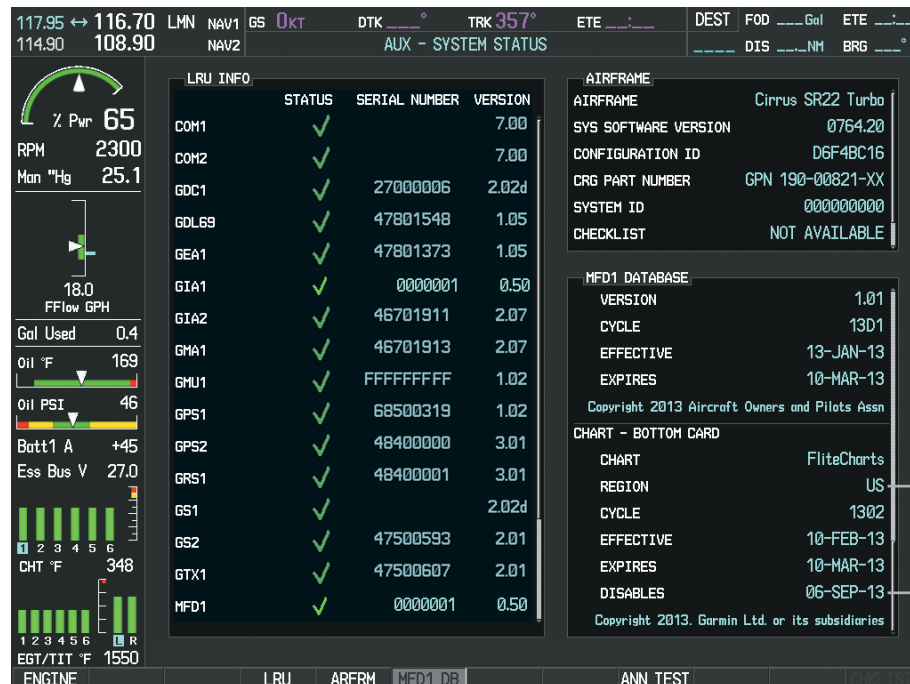 117.95 ↔ 116.70 LMN NAV1 GS 0KT DTK ___° TRK 357° ETE __:__ DEST FOD ___Gal ETE __:__
114.90 108.90 NAV2 AUX - SYSTEM STATUS ____ DIS __._NM BRG ___°
% Pwr 65
RPM 2300
Man "Hg 25.1
18.0
FFlow GPH
Gal Used 0.4
Oil °F 169
Oil PSI 46
Batt1 A +45
Ess Bus V 27.0
1 2 3 4 5 6
CHT °F 348
1 2 3 4 5 6 L R
EGT/TIT °F 1550
LRU INFO
STATUS SERIAL NUMBER VERSION
COM1 ✓ 7.00
COM2 ✓ 7.00
GDC1 ✓ 27000006 2.02d
GDL69 ✓ 47801548 1.05
GEA1 ✓ 47801373 1.05
GIA1 ✓ 0000001 0.50
GIA2 ✓ 46701911 2.07
GMA1 ✓ 46701913 2.07
GMU1 ✓ FFFFFFFFF 1.02
GPS1 ✓ 68500319 1.02
GPS2 ✓ 48400000 3.01
GRS1 ✓ 48400001 3.01
GS1 ✓ 2.02d
GS2 ✓ 47500593 2.01
GTX1 ✓ 47500607 2.01
MFD1 ✓ 0000001 0.50
AIRFRAME
AIRFRAME Cirrus SR22 Turbo
SYS SOFTWARE VERSION 0764.20
CONFIGURATION ID D6F4BC16
CRG PART NUMBER GPN 190-00821-XX
SYSTEM ID 000000000
CHECKLIST NOT AVAILABLE
MFD1 DATABASE
VERSION 1.01
CYCLE 13D1
EFFECTIVE 13-JAN-13
EXPIRES 10-MAR-13
Copyright 2013 Aircraft Owners and Pilots Assn
CHART - BOTTOM CARD
CHART FliteCharts
REGION US
CYCLE 1302
EFFECTIVE 10-FEB-13
EXPIRES 10-MAR-13
DISABLES 06-SEP-13
Copyright 2013. Garmin Ltd. or its subsidiaries
ENGINE LRU ARFRM MFD1 DB ANN TEST CHKLIST